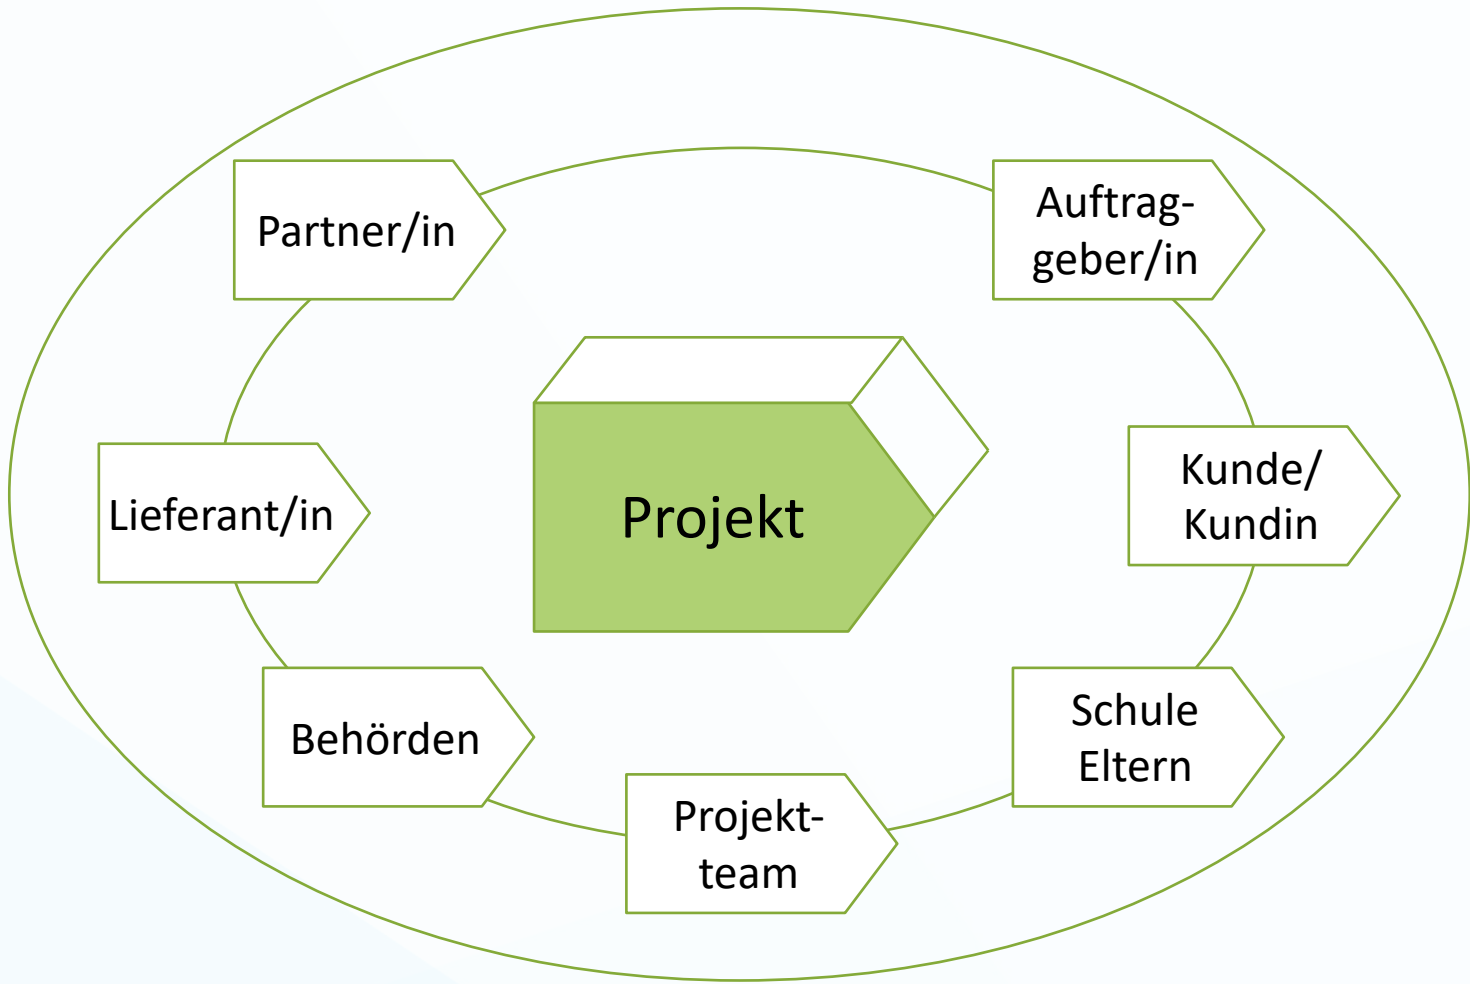 Partner/in
Auftrag-
geber/in
Lieferant/in
Projekt
Kunde/
Kundin
Behörden
Projekt-
team
Schule
Eltern